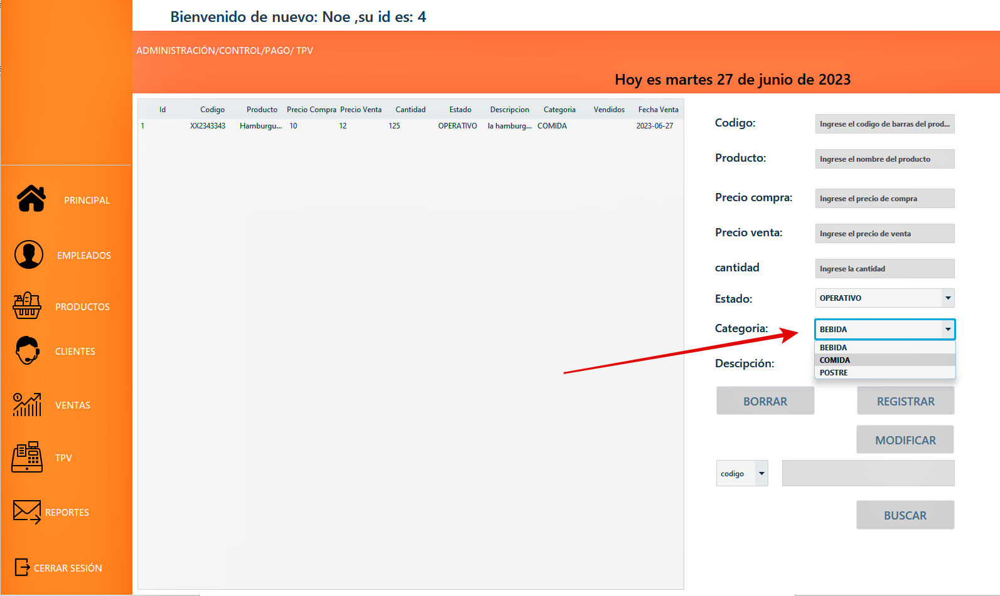 Bienvenido de nuevo: Noe ,su id es: 4
ADMINISTRACIÓN/CONTROL/PAGO/ TPV
Hoy es martes 27 de junio de 2023
PRINCIPAL
EMPLEADOS
PRODUCTOS
CLIENTES
VENTAS
TPV
REPORTES
CERRAR SESIÓN
Id Codigo Producto Precio Compra Precio Venta Cantidad Estado Descripcion Categoria Vendidos Fecha Venta
1 XX2343343 Hamburgu... 10 12 125 OPERATIVO la hamburg... COMIDA 2023-06-27
Codigo: Ingrese el codigo de barras del prod...
Producto: Ingrese el nombre del producto
Precio compra: Ingrese el precio de compra
Precio venta: Ingrese el precio de venta
cantidad Ingrese la cantidad
Estado: OPERATIVO
Categoria: BEBIDA
BEBIDA
COMIDA
POSTRE
Descipción:
BORRAR REGISTRAR
MODIFICAR
codigo
BUSCAR